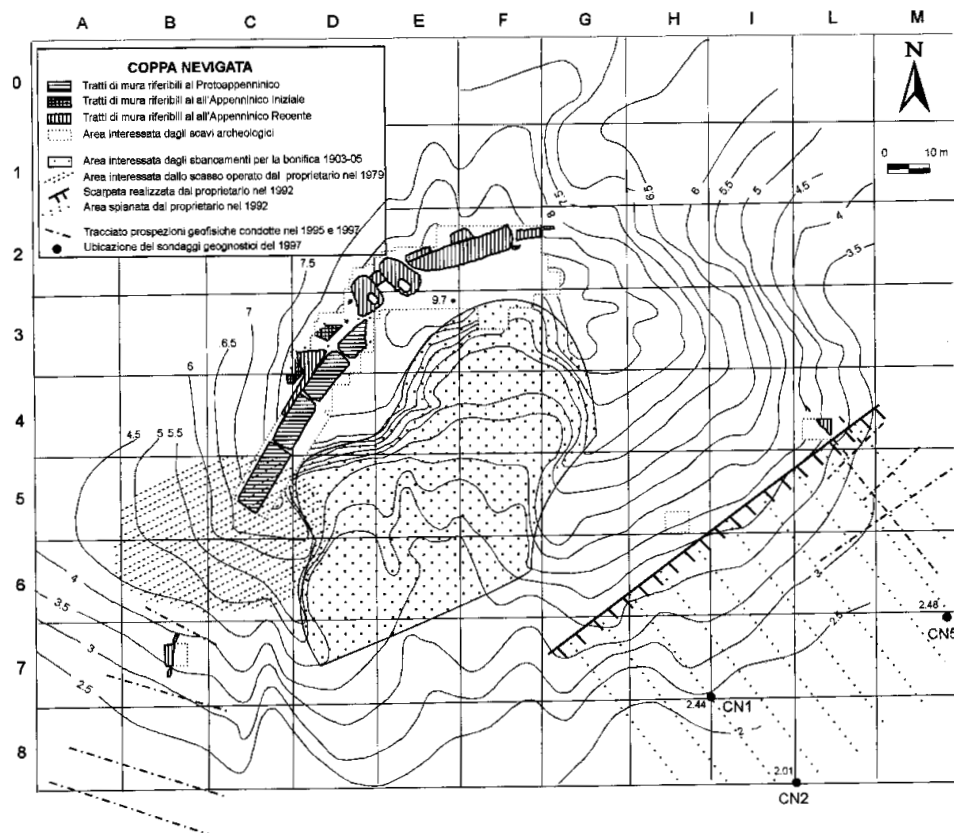 A B C D E F G H I L M
N
COPPA NEVIGATA
Tratti di mura riferibili al Protoappenninico
Tratti di mura riferibili al all'Appenninico Iniziale
Tratti di mura riferibili al all'Appenninico Recente
Area interessata dagli scavi archeologici
Area interessata dagli sbancamenti per la bonifica 1903-05
Area interessata dallo scasso operato dal proprietario nel 1979
Scarpata realizzata dal proprietario nel 1992
Area spianata dal proprietario nel 1992
Tracciato prospezioni geofisiche condotte nel 1995 e 1997
Ubicazione dei sondaggi geognostici del 1997
0
0 10 m
1
7.5 7 6.5 6 5.5 5 4.5
8 4
2
7.5 3.5
9.7
3
7
6.5
6
4
4.5 5 5.5
5
4 3
6
3.5 2.5
2.46
CN5
3
7
2.5
2.44 CN1
2
8
2.01
CN2